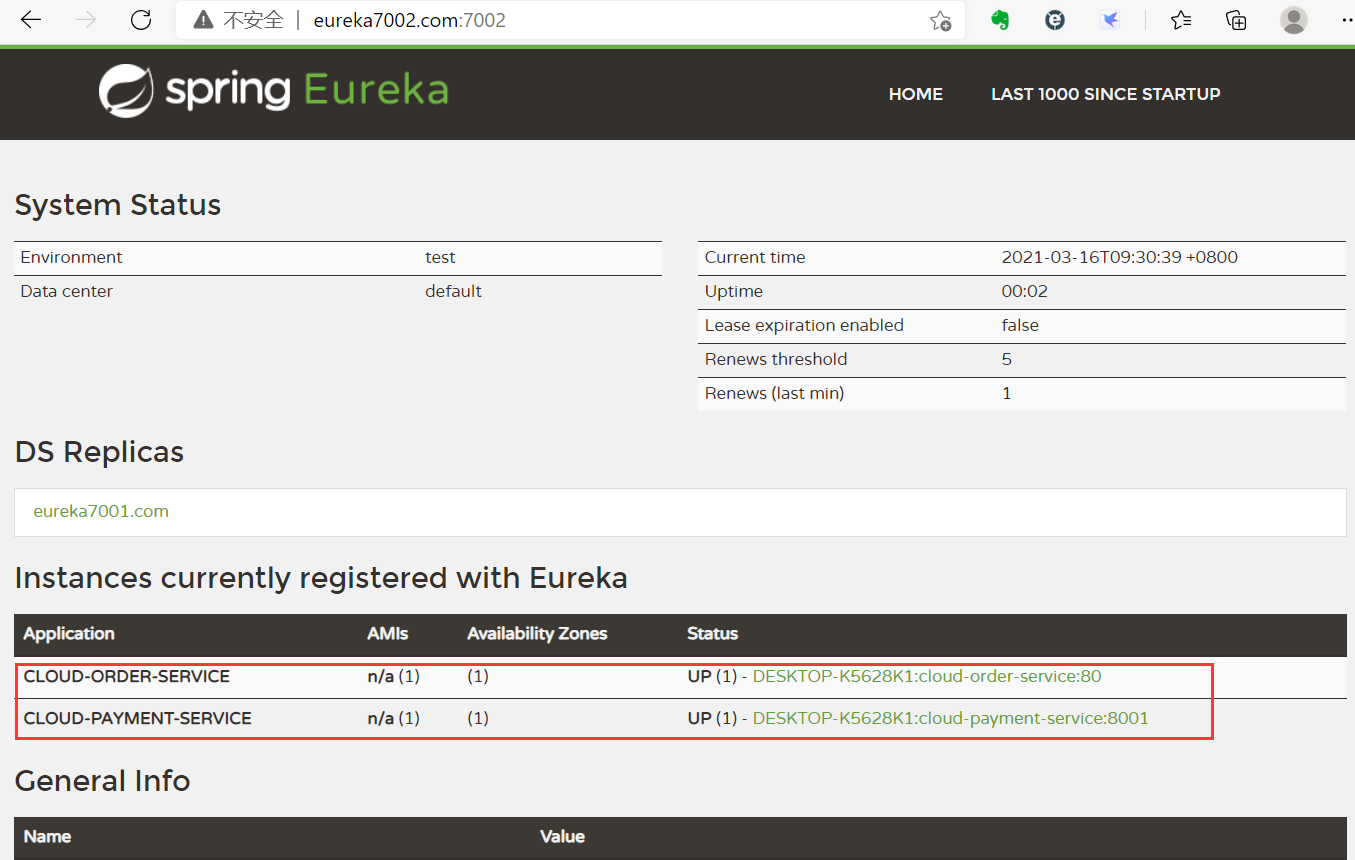 不安全 | eureka7002.com:7002
spring Eureka
HOME LAST 1000 SINCE STARTUP
System Status
Environment test
Data center default
Current time 2021-03-16T09:30:39 +0800
Uptime 00:02
Lease expiration enabled false
Renews threshold 5
Renews (last min) 1
DS Replicas
eureka7001.com
Instances currently registered with Eureka
Application AMIs Availability Zones Status
CLOUD-ORDER-SERVICE n/a (1) (1) UP (1) - DESKTOP-K5628K1:cloud-order-service:80
CLOUD-PAYMENT-SERVICE n/a (1) (1) UP (1) - DESKTOP-K5628K1:cloud-payment-service:8001
General Info
Name Value